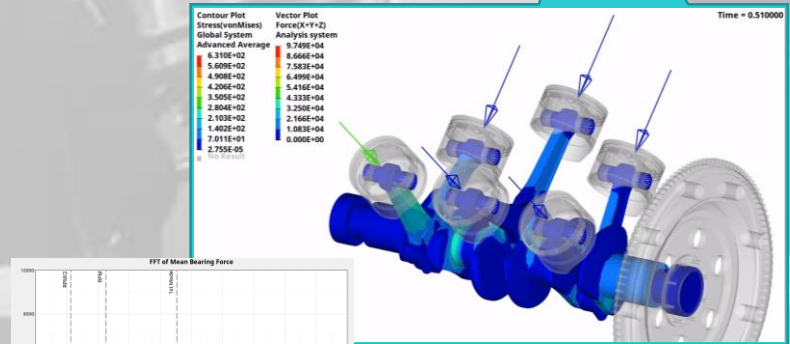 Contour Plot
Stress(vonMises)
Global System
Advanced Average
6.310E+02
5.609E+02
4.908E+02
4.206E+02
3.505E+02
2.804E+02
2.103E+02
1.402E+02
7.011E+01
2.755E-05
No Result
Vector Plot
Force(X+Y+Z)
Analysis system
9.749E+04
8.666E+04
7.583E+04
6.499E+04
5.416E+04
4.333E+04
3.250E+04
2.166E+04
1.083E+04
0.000E+00
Time = 0.510000
FFT of Mean Bearing Force
10000
RPM/2
RPM
1st Mode